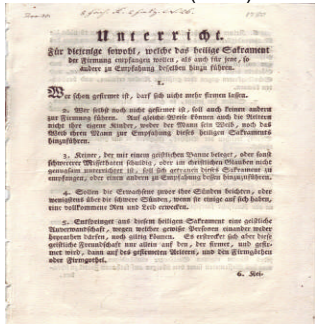 Unterricht.
Für diejenige sowohl, welche das heilige Sakrament
der Firmung empfangen wollen, als auch für jene, so
andere zu Empfahung desselben hinzu führen.
1.
Wer schon gefirmet ist, darf sich nicht mehr firmen lassen.
2. Wer selbst noch nicht gefirmet ist, soll auch keinen andern
zur Firmung führen. Auf gleiche Weise können auch die Aeltern
nicht ihre eigene Kinder, weder der Mann sein Weib, noch das
Weib ihren Mann zur Empfahung dieses heiligen Sakraments
hinzuführen.
3. Keiner, der mit einem geistlichen Banne beleget, oder sonst
schwererer Missethaten schuldig, oder im christlichen Glauben nicht
genugsam unterrichtet ist, soll sich getrauen dieses Sakrament zu
empfangen, oder einen andern zu Empfahung dessen hinzuzuführen.
4. Sollen die Erwachsene zuvor ihre Sünden beichten, oder
wenigstens über die schwere Sünden, wenn sie einige auf sich haben,
eine vollkommene Reu und Leid erwecken.
5. Entspringet aus diesem heiligen Sakrament eine geistliche
Anverwandtschaft, wegen welcher gewisse Personen einander weder
heyrathen dürfen, noch gültig können. Es erstrecket sich aber diese
geistliche Freundschaft nur allein auf den, der firmet, und gefir-
met wird, dann auf des gefirmeten Aeltern, und den Firmgöthen
oder Firmgothel.
6. Kei-